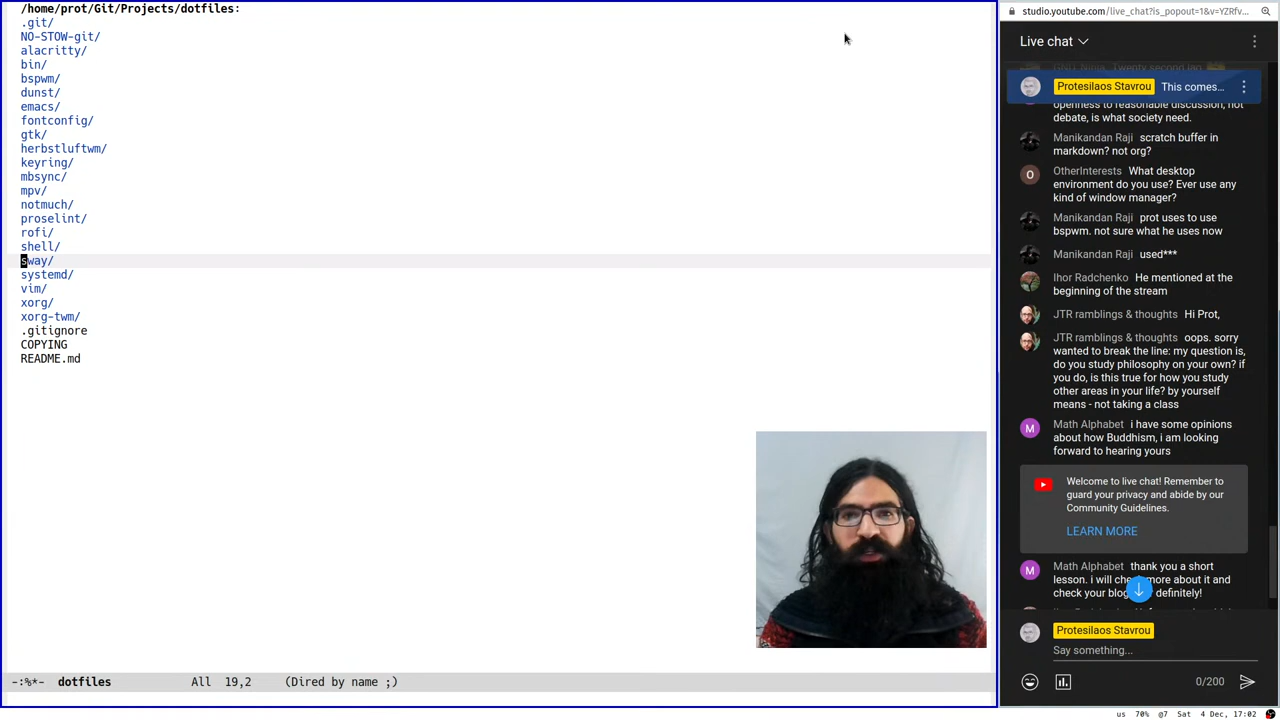 /home/prot/Git/Projects/dotfiles:
.git/
NO-STOW-git/
alacritty/
bin/
bspwm/
dunst/
emacs/
fontconfig/
gtk/
herbstluftwm/
keyring/
mbsync/
mpv/
notmuch/
proselint/
rofi/
shell/
sway/
systemd/
vim/
xorg/
xorg-twm/
.gitignore
COPYING
README.md
-:%*- dotfiles All 19,2 (Dired by name ;)
studio.youtube.com/live_chat?is_popout=1&v=YZRfv...
Live chat
Protesilaos Stavrou This comes...
openness to reasonable discussion, not
debate, is what society need.
Manikandan Raji scratch buffer in
markdown? not org?
O
OtherInterests What desktop
environment do you use? Ever use any
kind of window manager?
Manikandan Raji prot uses to use
bspwm. not sure what he uses now
Manikandan Raji used***
Ihor Radchenko He mentioned at the
beginning of the stream
JTR ramblings & thoughts Hi Prot,
JTR ramblings & thoughts oops. sorry
wanted to break the line: my question is,
do you study philosophy on your own? if
you do, is this true for how you study
other areas in your life? by yourself
means - not taking a class
M
Math Alphabet i have some opinions
about how Buddhism, i am looking
forward to hearing yours
Welcome to live chat! Remember to
guard your privacy and abide by our
Community Guidelines.
LEARN MORE
M
Math Alphabet thank you a short
lesson. i will more about it and
check your blog definitely!
Protesilaos Stavrou
Say something...
0/200
us 70% @7 Sat 4 Dec, 17:02